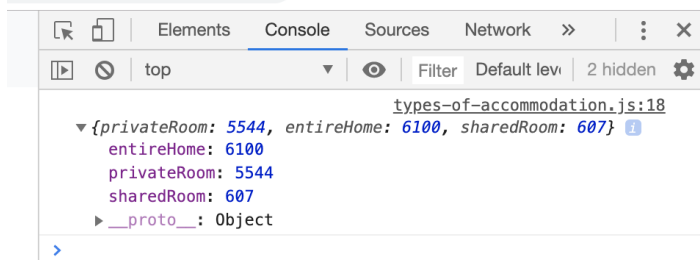 Elements Console Sources Network »
top Filter Default leve 2 hidden
types-of-accommodation.js:18
{privateRoom: 5544, entireHome: 6100, sharedRoom: 607} i
entireHome: 6100
privateRoom: 5544
sharedRoom: 607
__proto__: Object
>